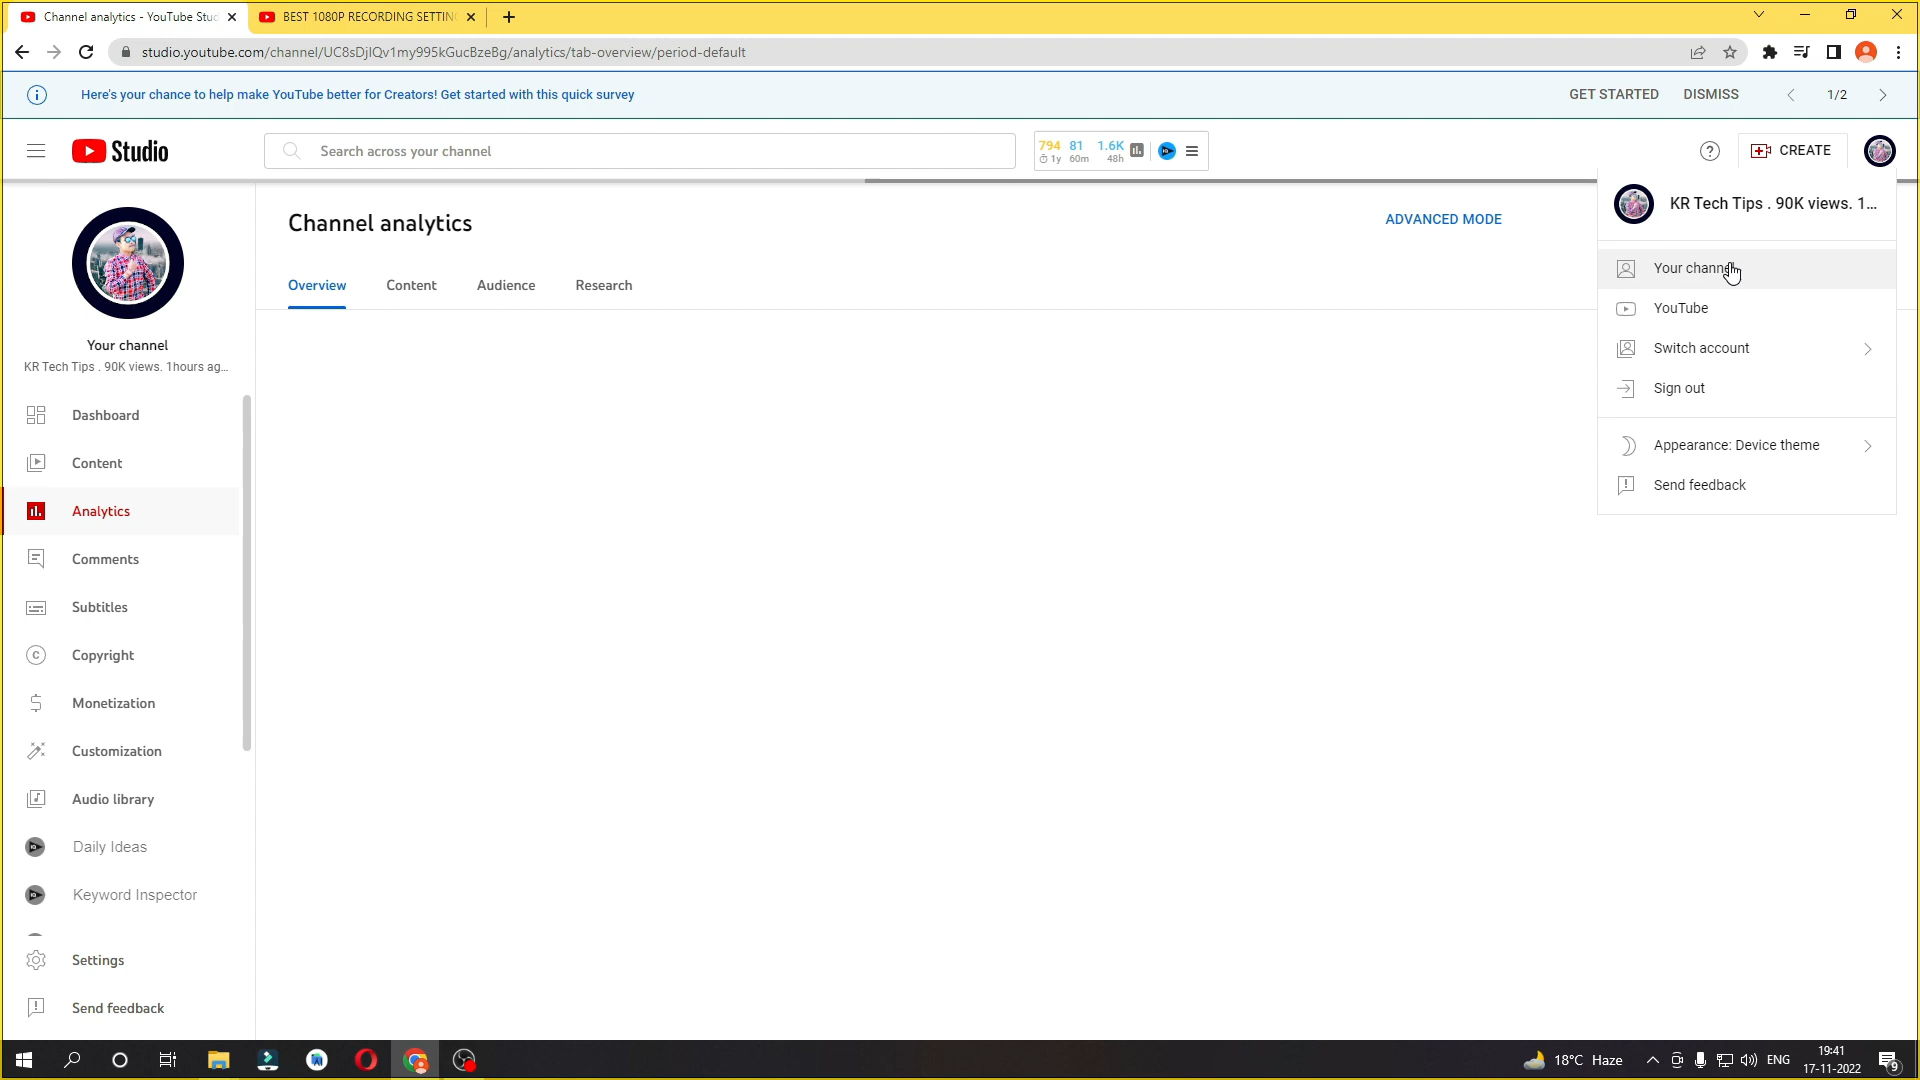 Channel analytics - YouTube Stuc
BEST 1080P RECORDING SETTING
studio.youtube.com/channel/UC8sDjIQv1my995kGucBzeBg/analytics/tab-overview/period-default
Here's your chance to help make YouTube better for Creators! Get started with this quick survey
GET STARTED
DISMISS
1/2
Studio
Search across your channel
794 81 1.6K
1y 60m 48h
CREATE
KR Tech Tips . 90K views. 1...
Your channel
YouTube
Switch account
Sign out
Appearance: Device theme
Send feedback
Channel analytics
ADVANCED MODE
Overview
Content
Audience
Research
Your channel
KR Tech Tips . 90K views. 1hours ag...
Dashboard
Content
Analytics
Comments
Subtitles
Copyright
Monetization
Customization
Audio library
Daily Ideas
Keyword Inspector
Settings
Send feedback
18°C Haze
ENG
19:41
17-11-2022
9